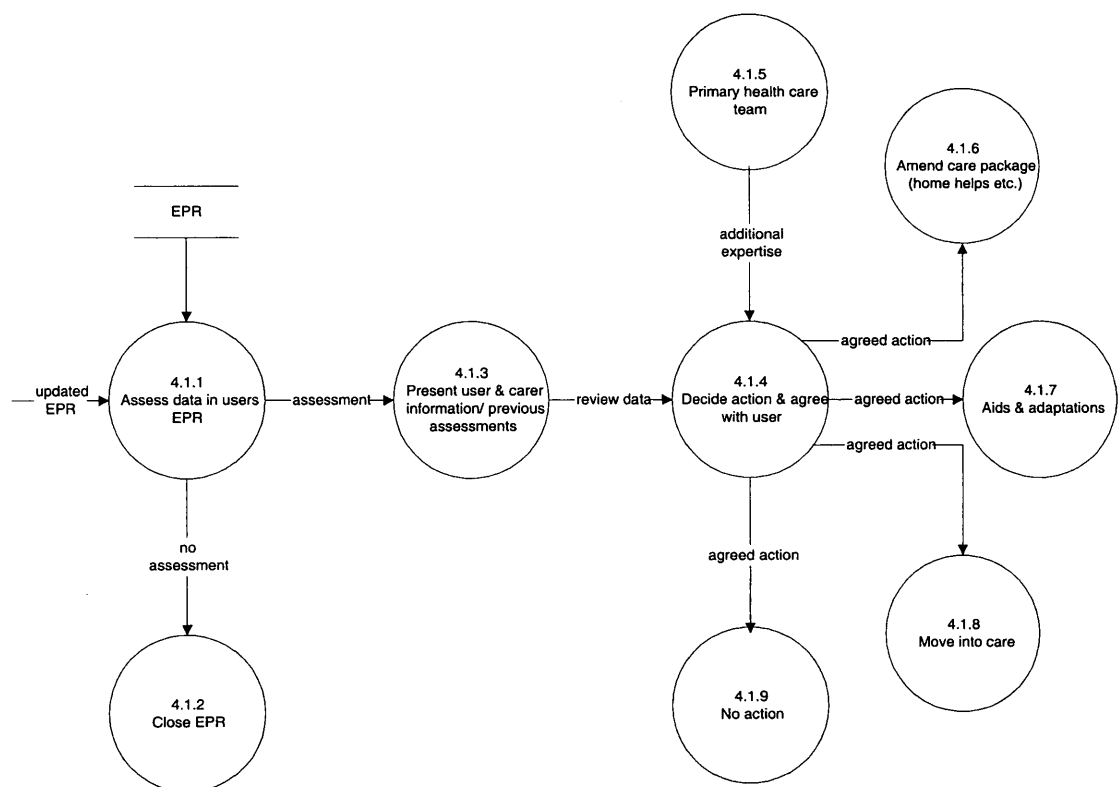 4.1.5
Primary health care
team
4.1.6
Amend care package
(home helps etc.)
EPR
additional
expertise
agreed action
updated
EPR
4.1.1
Assess data in users
EPR
assessment
4.1.3
Present user & carer
information/ previous
assessments
review data
4.1.4
Decide action & agree
with user
agreed action
4.1.7
Aids & adaptations
agreed action
no
assessment
agreed action
4.1.8
Move into care
4.1.2
Close EPR
4.1.9
No action